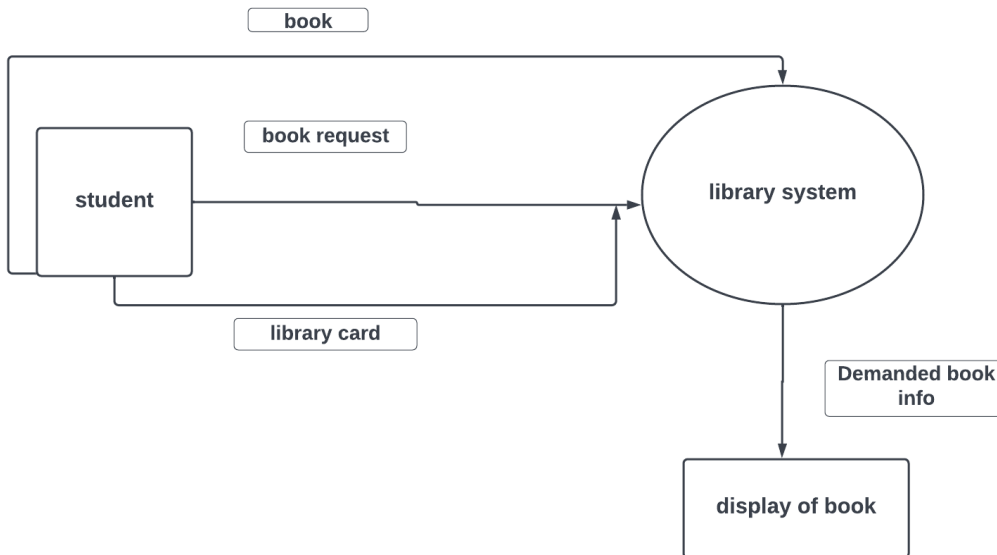 book
book request
student
library system
library card
Demanded book
info
display of book